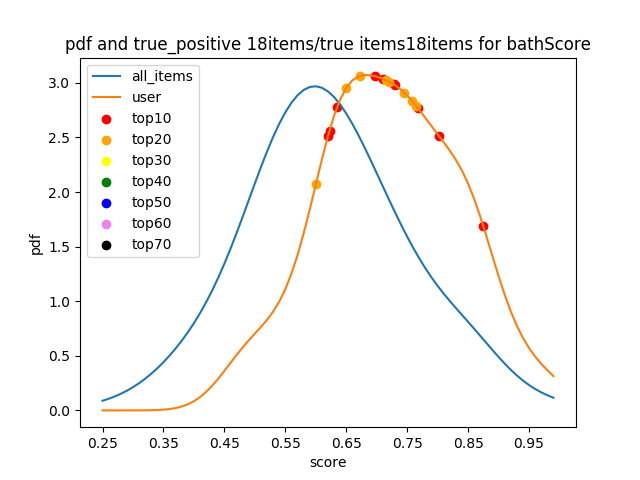 pdf and true_positive 18items/true items18items for bathScore
all_items
user
top10
top20
top30
top40
top50
top60
top70
pdf
3.0
2.5
2.0
1.5
1.0
0.5
0.0
0.25 0.35 0.45 0.55 0.65 0.75 0.85 0.95
score